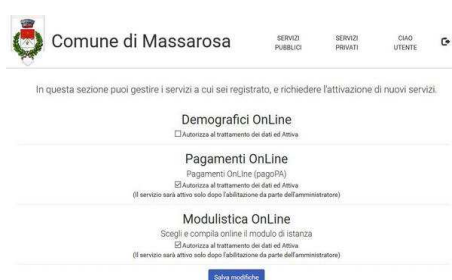 Comune di Massarosa
SERVIZI PUBBLICI
SERVIZI PRIVATI
CIAO UTENTE
In questa sezione puoi gestire i servizi a cui sei registrato, e richiedere l'attivazione di nuovi servizi.
Demografici OnLine
Autorizza al trattamento dei dati ed Attiva
Pagamenti OnLine
Pagamenti OnLine (pagoPA)
Autorizza al trattamento dei dati ed Attiva
(Il servizio sarà attivo solo dopo l'abilitazione da parte dell'amministratore)
Modulistica OnLine
Scegli e compila online il modulo di istanza
Autorizza al trattamento dei dati ed Attiva
(Il servizio sarà attivo solo dopo l'abilitazione da parte dell'amministratore)
Salva modifiche